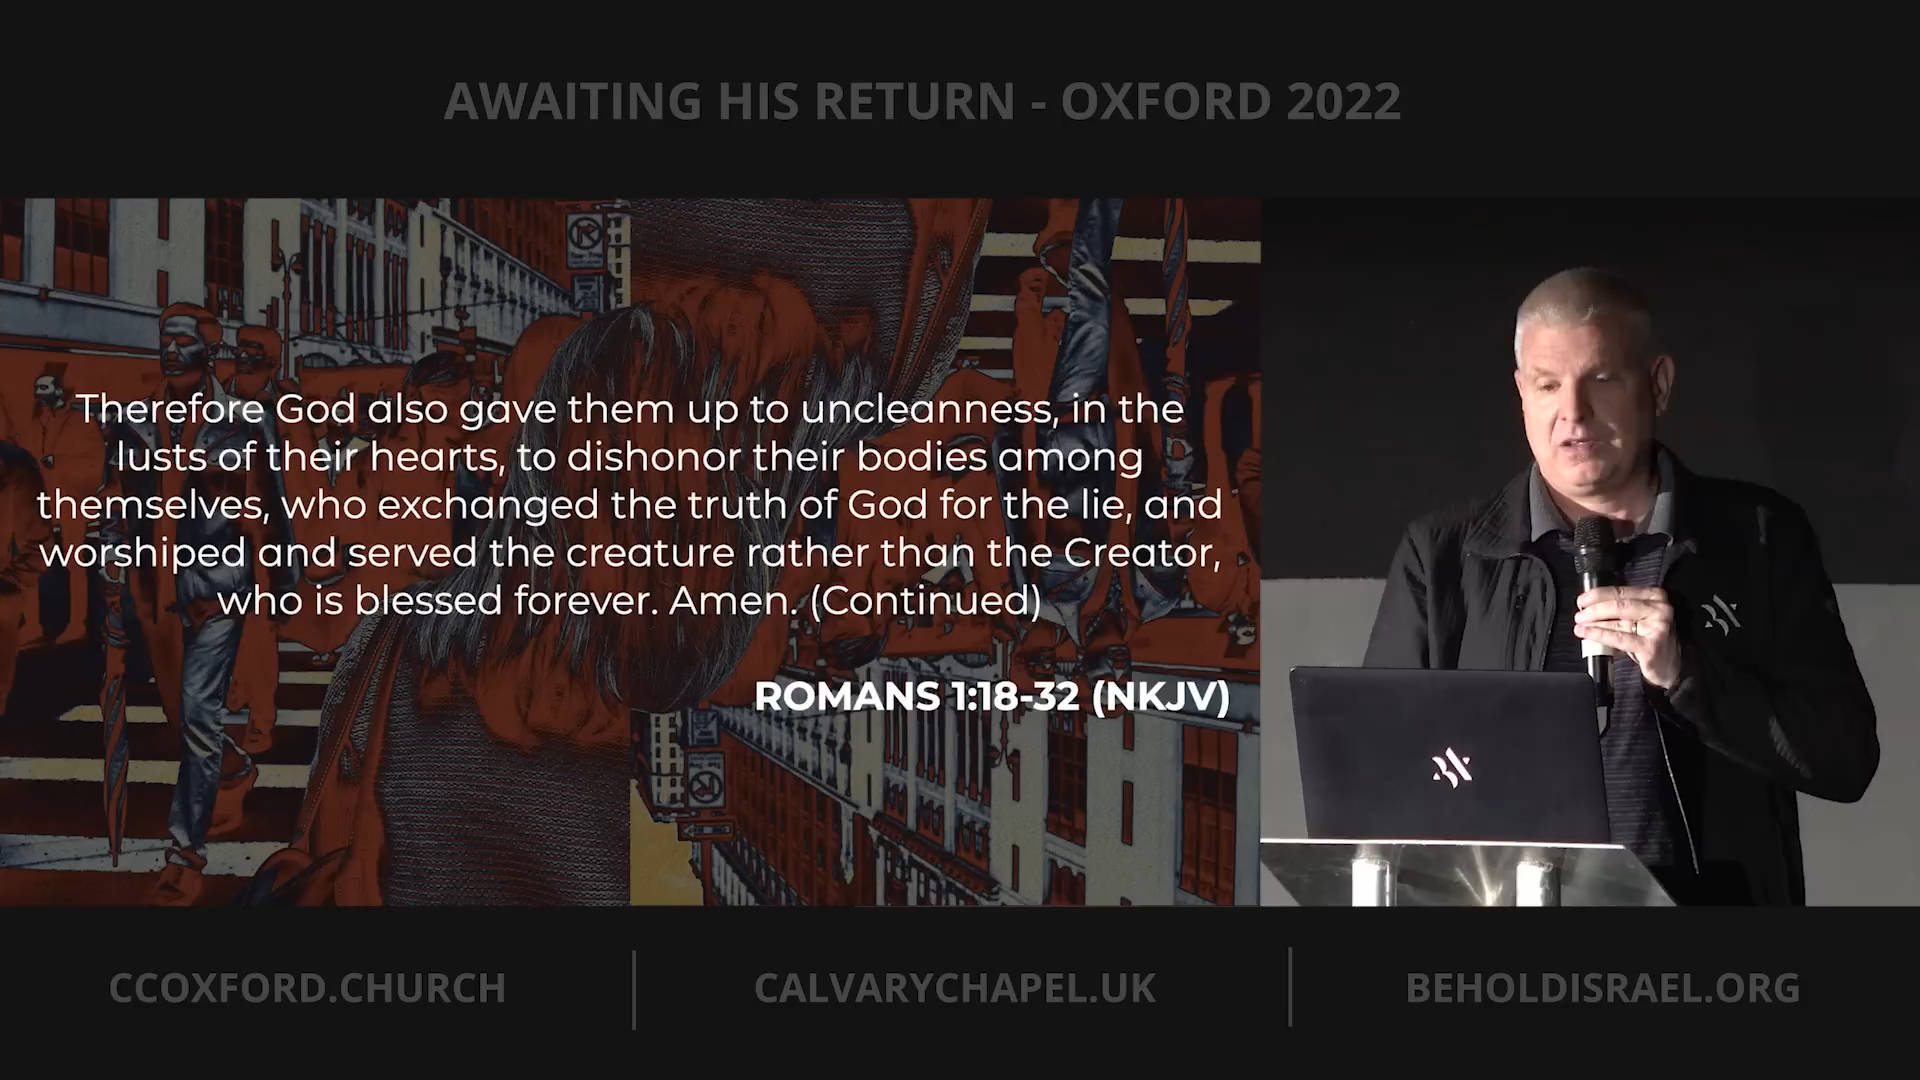 AWAITING HIS RETURN - OXFORD 2022
Therefore God also gave them up to uncleanness, in the
lusts of their hearts, to dishonor their bodies among
themselves, who exchanged the truth of God for the lie, and
worshiped and served the creature rather than the Creator,
who is blessed forever. Amen. (Continued)
ROMANS 1:18-32 (NKJV)
CCOXFORD.CHURCH
CALVARYCHAPEL.UK
BEHOLDISRAEL.ORG